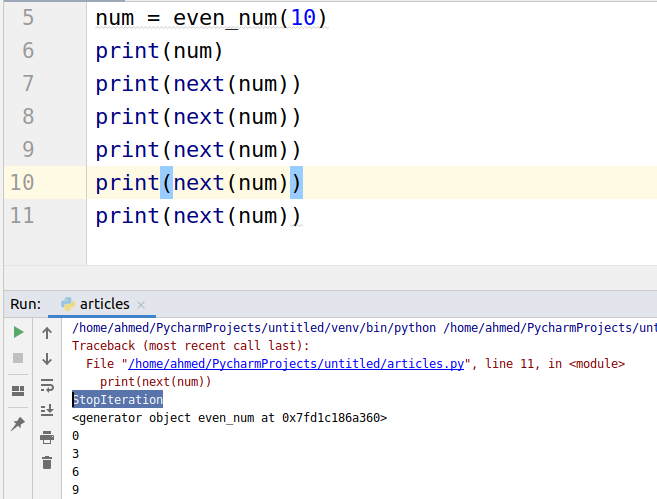 5 num = even_num(10)
6 print(num)
7 print(next(num))
8 print(next(num))
9 print(next(num))
10 print(next(num))
11 print(next(num))
Run: articles ×
/home/ahmed/PycharmProjects/untitled/venv/bin/python /home/ahmed/PycharmProjects/unt
Traceback (most recent call last):
File "/home/ahmed/PycharmProjects/untitled/articles.py", line 11, in <module>
print(next(num))
StopIteration
<generator object even_num at 0x7fd1c186a360>
0
3
6
9